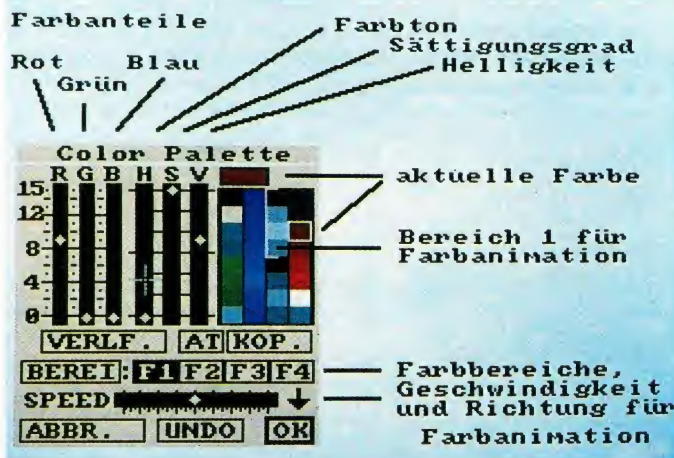 Farbanteile
Rot Grün Blau
Farbton
Sättigungsgrad
Helligkeit
Color Palette
R G B H S V
15
12
8
4
0
aktuelle Farbe
Bereich 1 für
Farbanimation
VERLF. AT KOP.
BEREI: F1 F2 F3 F4
SPEED
ABBR. UNDO OK
Farbbereiche,
Geschwindigkeit
und Richtung für
Farbanimation